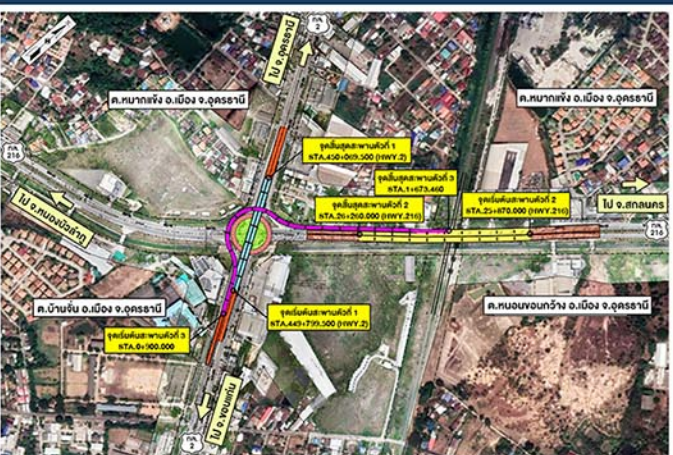 ทล.
2
ไป จ.อุดรธานี
ต.หมากแข้ง อ.เมือง จ.อุดรธานี
ต.หมากแข้ง อ.เมือง จ.อุดรธานี
ทล.
216
จุดสิ้นสุดสะพานตัวที่ 1
STA.450+069.500 (HWY.2)
จุดสิ้นสุดสะพานตัวที่ 3
STA.1+673.460
ไป จ.หนองบัวลำภู
จุดสิ้นสุดสะพานตัวที่ 2
STA.26+260.000 (HWY.216)
จุดเริ่มต้นสะพานตัวที่ 2
STA.25+870.000 (HWY.216)
ไป จ.สกลนคร
ทล.
216
ต.บ้านจั่น อ.เมือง จ.อุดรธานี
ต.หนอนขอนกว้าง อ.เมือง จ.อุดรธานี
จุดเริ่มต้นสะพานตัวที่ 1
STA.449+799.500 (HWY.2)
จุดเริ่มต้นสะพานตัวที่ 3
STA.0+900.000
ไป จ.ขอนแก่น
ทล.
2